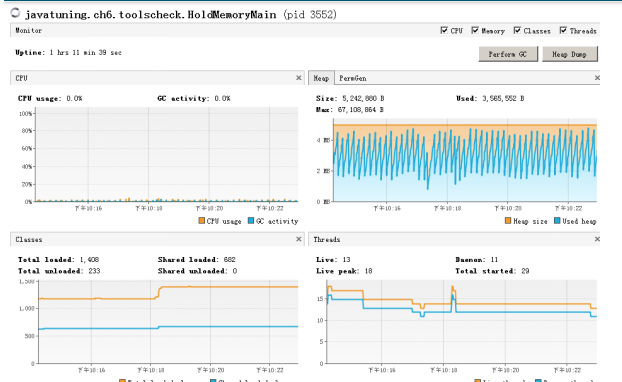 javatuning.ch6.toolscheck.HoldMemoryMain (pid 3552)
Monitor
CPU Memory Classes Threads
Uptine: 1 hrs 11 min 39 sec
Perform GC Heap Dump
CPU
CPU usage: 0.0% GC activity: 0.0%
100%
80%
60%
40%
20%
0%
下午10:16 下午10:18 下午10:20 下午10:22
CPU usage GC activity
Heap PermGen
Size: 5,242,880 B Used: 3,565,552 B
Max: 67,108,864 B
4 MB
2 MB
0 MB
下午10:16 下午10:18 下午10:20 下午10:22
Heap size Used heap
Classes
Total loaded: 1,408 Shared loaded: 682
Total unloaded: 233 Shared unloaded: 0
1,500
1,000
500
0
下午10:16 下午10:18 下午10:20 下午10:22
Threads
Live: 13 Daemon: 11
Live peak: 18 Total started: 29
15
10
5
0
下午10:16 下午10:18 下午10:20 下午10:22